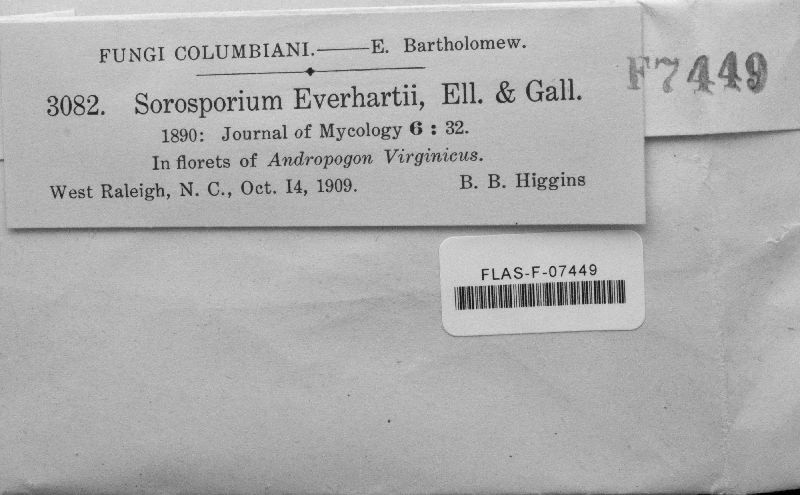 FUNGI COLUMBIANI.——E. Bartholomew.
F7449
3082. Sorosporium Everhartii, Ell. & Gall.
1890: Journal of Mycology 6 : 32.
In florets of Andropogon Virginicus.
West Raleigh, N. C., Oct. 14, 1909. B. B. Higgins
FLAS-F-07449